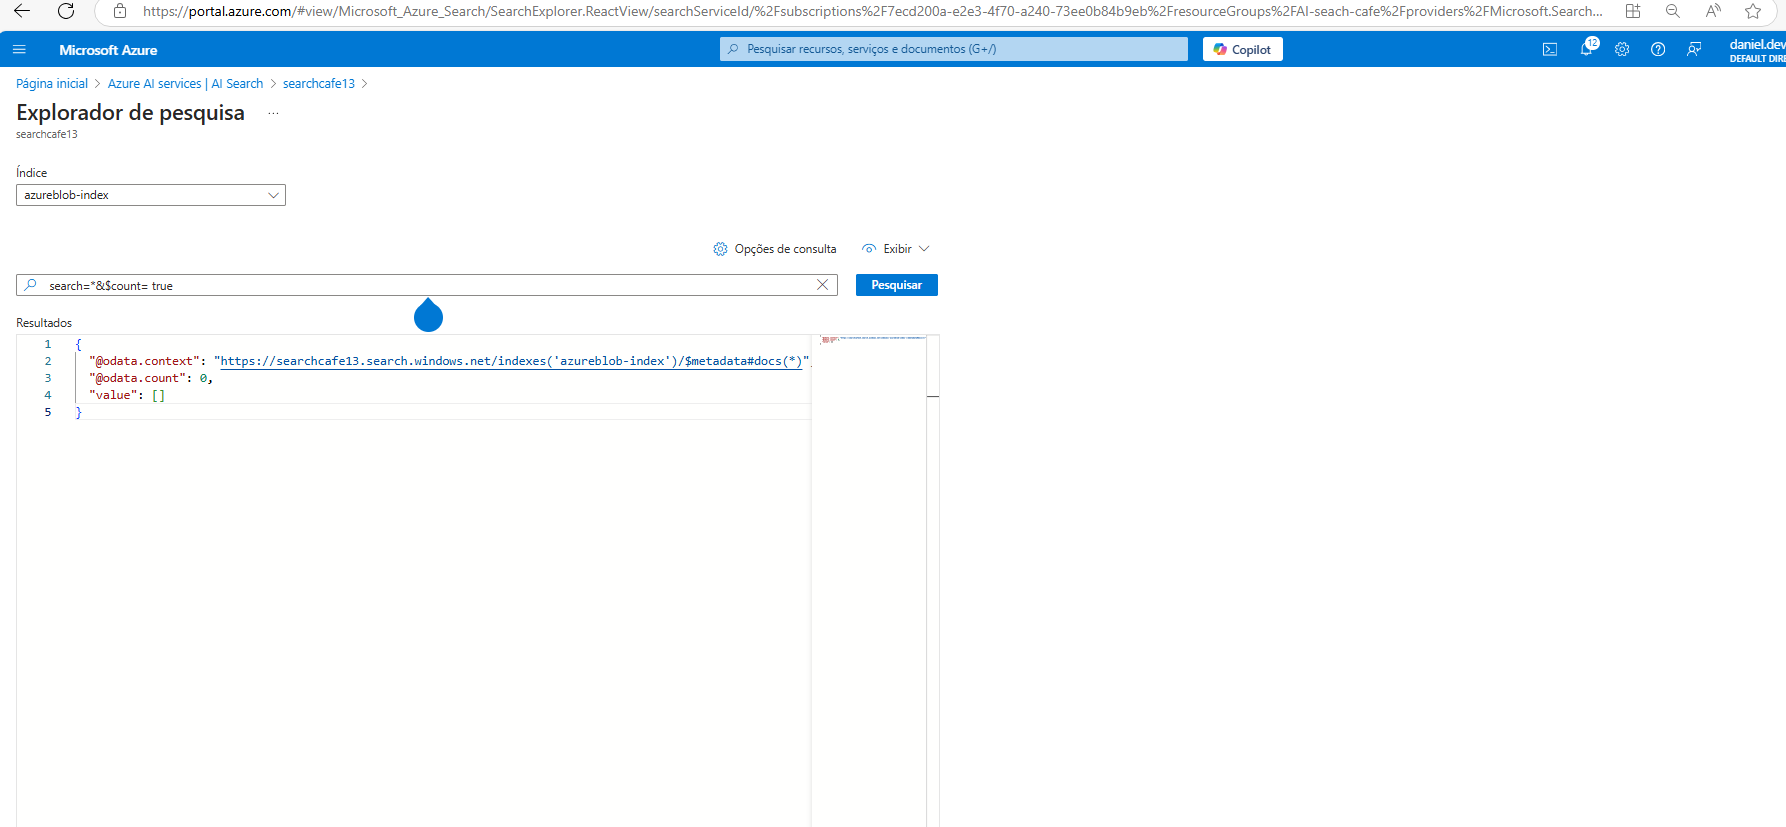 https://portal.azure.com/#view/Microsoft_Azure_Search/SearchExplorer.ReactView/searchServiceId/%2Fsubscriptions%2F7ecd200a-e2e3-4f70-a240-73ee0b84b9eb%2FresourceGroups%2FAI-seach-cafe%2Fproviders%2FMicrosoft.Search...
Microsoft Azure
Pesquisar recursos, serviços e documentos (G+/)
Copilot
12
daniel.dev
DEFAULT DIRE
Página inicial > Azure AI services | AI Search > searchcafe13 >
Explorador de pesquisa ...
searchcafe13
Índice
azureblob-index
Opções de consulta
Exibir
search=*&$count= true
Pesquisar
Resultados
1 {
2 "@odata.context": "https://searchcafe13.search.windows.net/indexes('azureblob-index')/$metadata#docs(*)",
3 "@odata.count": 0,
4 "value": []
5 }